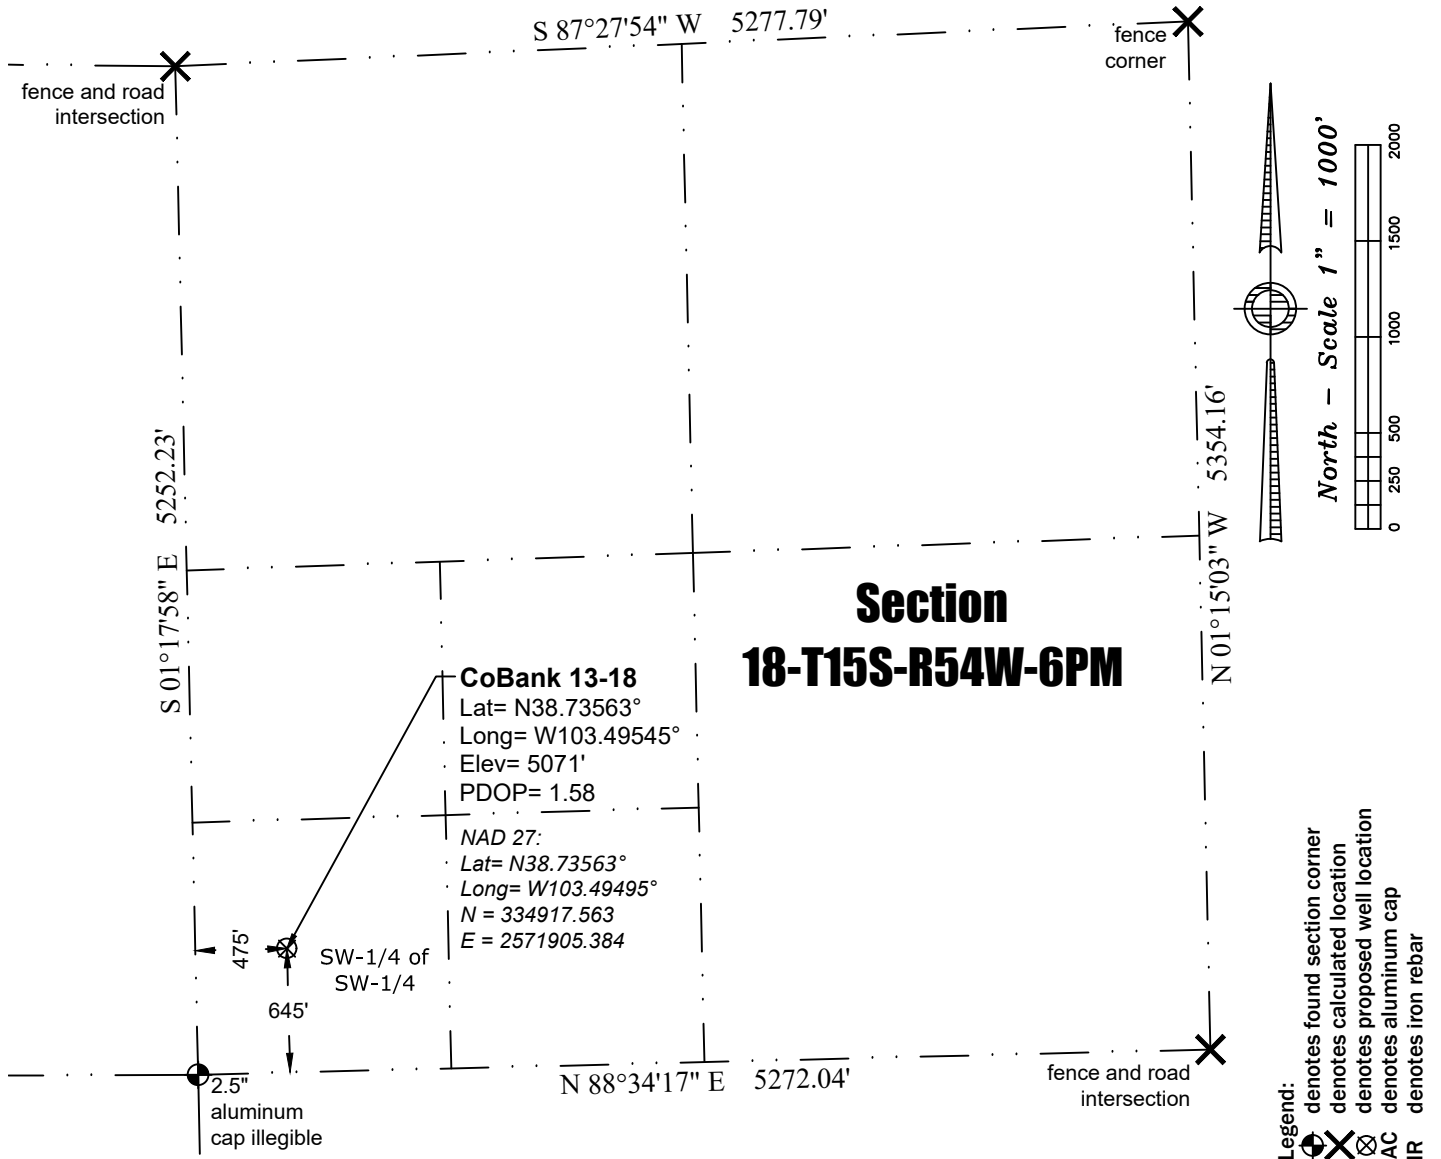 S 87°27'54" W 5277.79'
fence
corner
fence and road
intersection
North - Scale 1" = 1000'
0
250
500
1000
1500
2000
S 01°17'58" E 5252.23'
N 01°15'03" W 5354.16'
Section
18-T15S-R54W-6PM
CoBank 13-18
Lat= N38.73563°
Long= W103.49545°
Elev= 5071'
PDOP= 1.58
NAD 27:
Lat= N38.73563°
Long= W103.49495°
N = 334917.563
E = 2571905.384
475'
SW-1/4 of
SW-1/4
645'
2.5"
aluminum
cap illegible
N 88°34'17" E 5272.04'
fence and road
intersection
Legend:
denotes found section corner
denotes calculated location
denotes proposed well location
AC denotes aluminum cap
IR denotes iron rebar